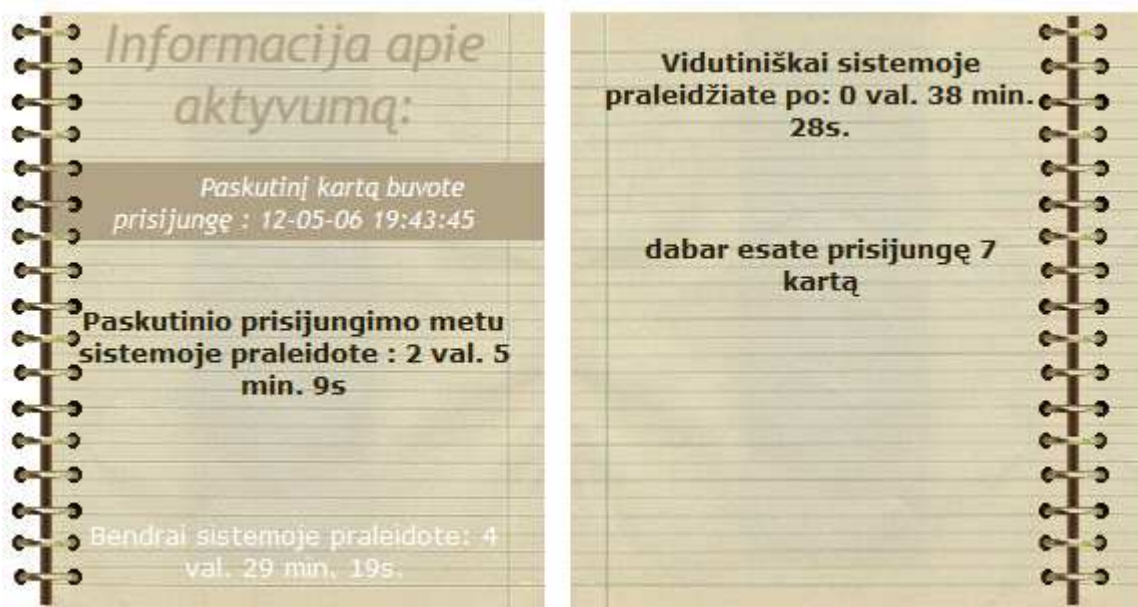 Informacija apie
aktyvumą:
Paskutinį kartą buvote
prisijungę : 12-05-06 19:43:45
Paskutinio prisijungimo metu
sistemoje praleidote : 2 val. 5
min. 9s
Bendrai sistemoje praleidote: 4
val. 29 min. 19s.
Vidutiniškai sistemoje
praleidžiate po: 0 val. 38 min.
28s.
dabar esate prisijungę 7
kartą